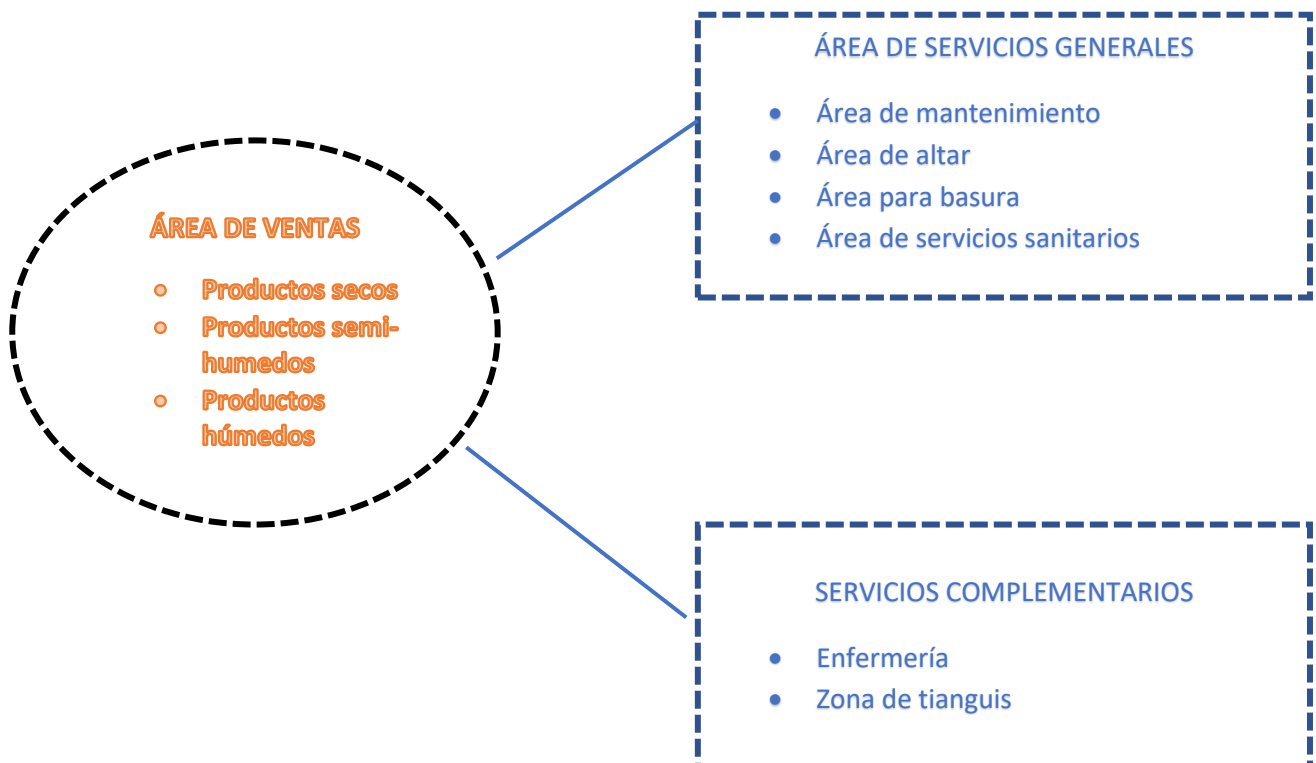 ÁREA DE VENTAS
Productos secos
Productos semi-
humedos
Productos
húmedos
ÁREA DE SERVICIOS GENERALES
Área de mantenimiento
Área de altar
Área para basura
Área de servicios sanitarios
SERVICIOS COMPLEMENTARIOS
Enfermería
Zona de tianguis